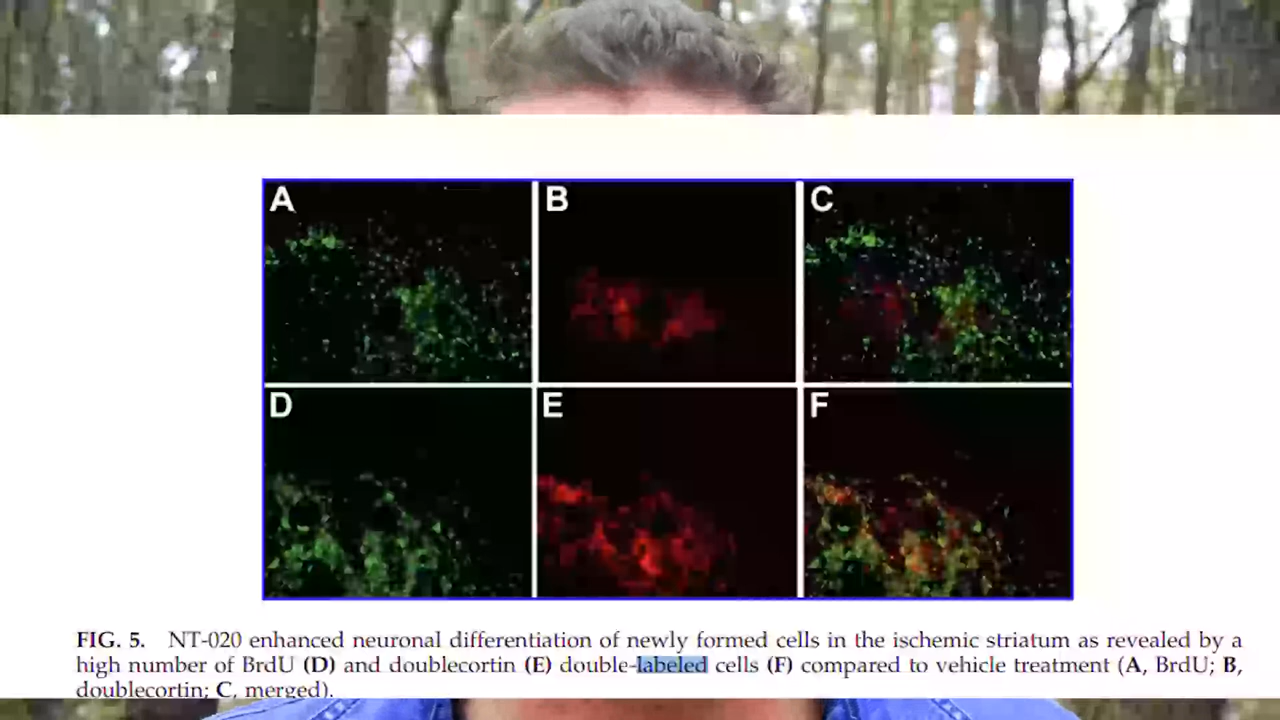 A B C
D E F
FIG. 5. NT-020 enhanced neuronal differentiation of newly formed cells in the ischemic striatum as revealed by a
high number of BrdU (D) and doublecortin (E) double-labeled cells (F) compared to vehicle treatment (A, BrdU; B,
doublecortin; C, merged).